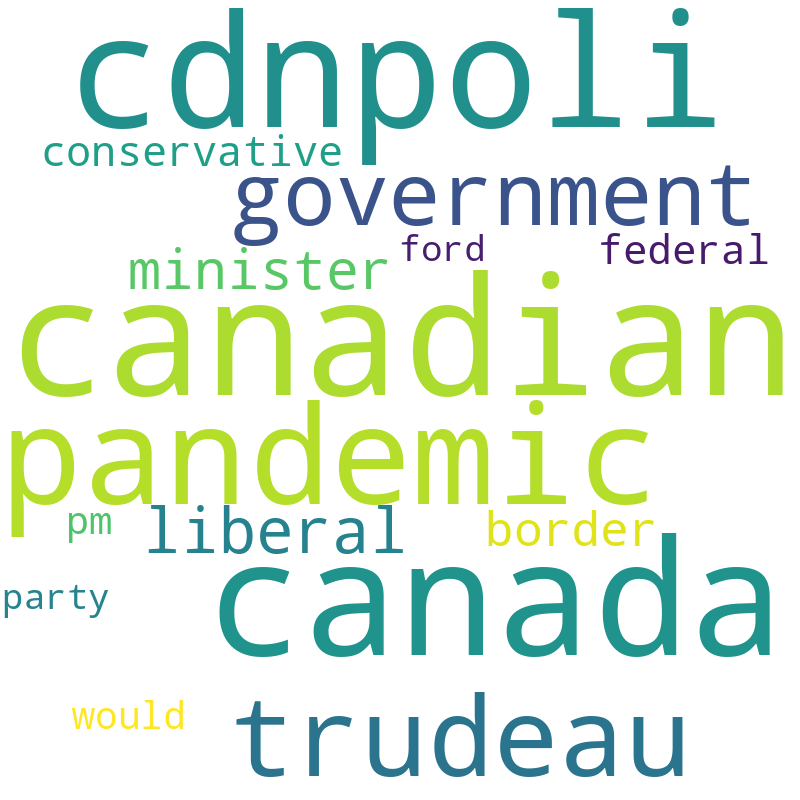 cdnpoli
conservative
government
ford federal
minister
canadian
pandemic
pm liberal border
canada
party
would
trudeau